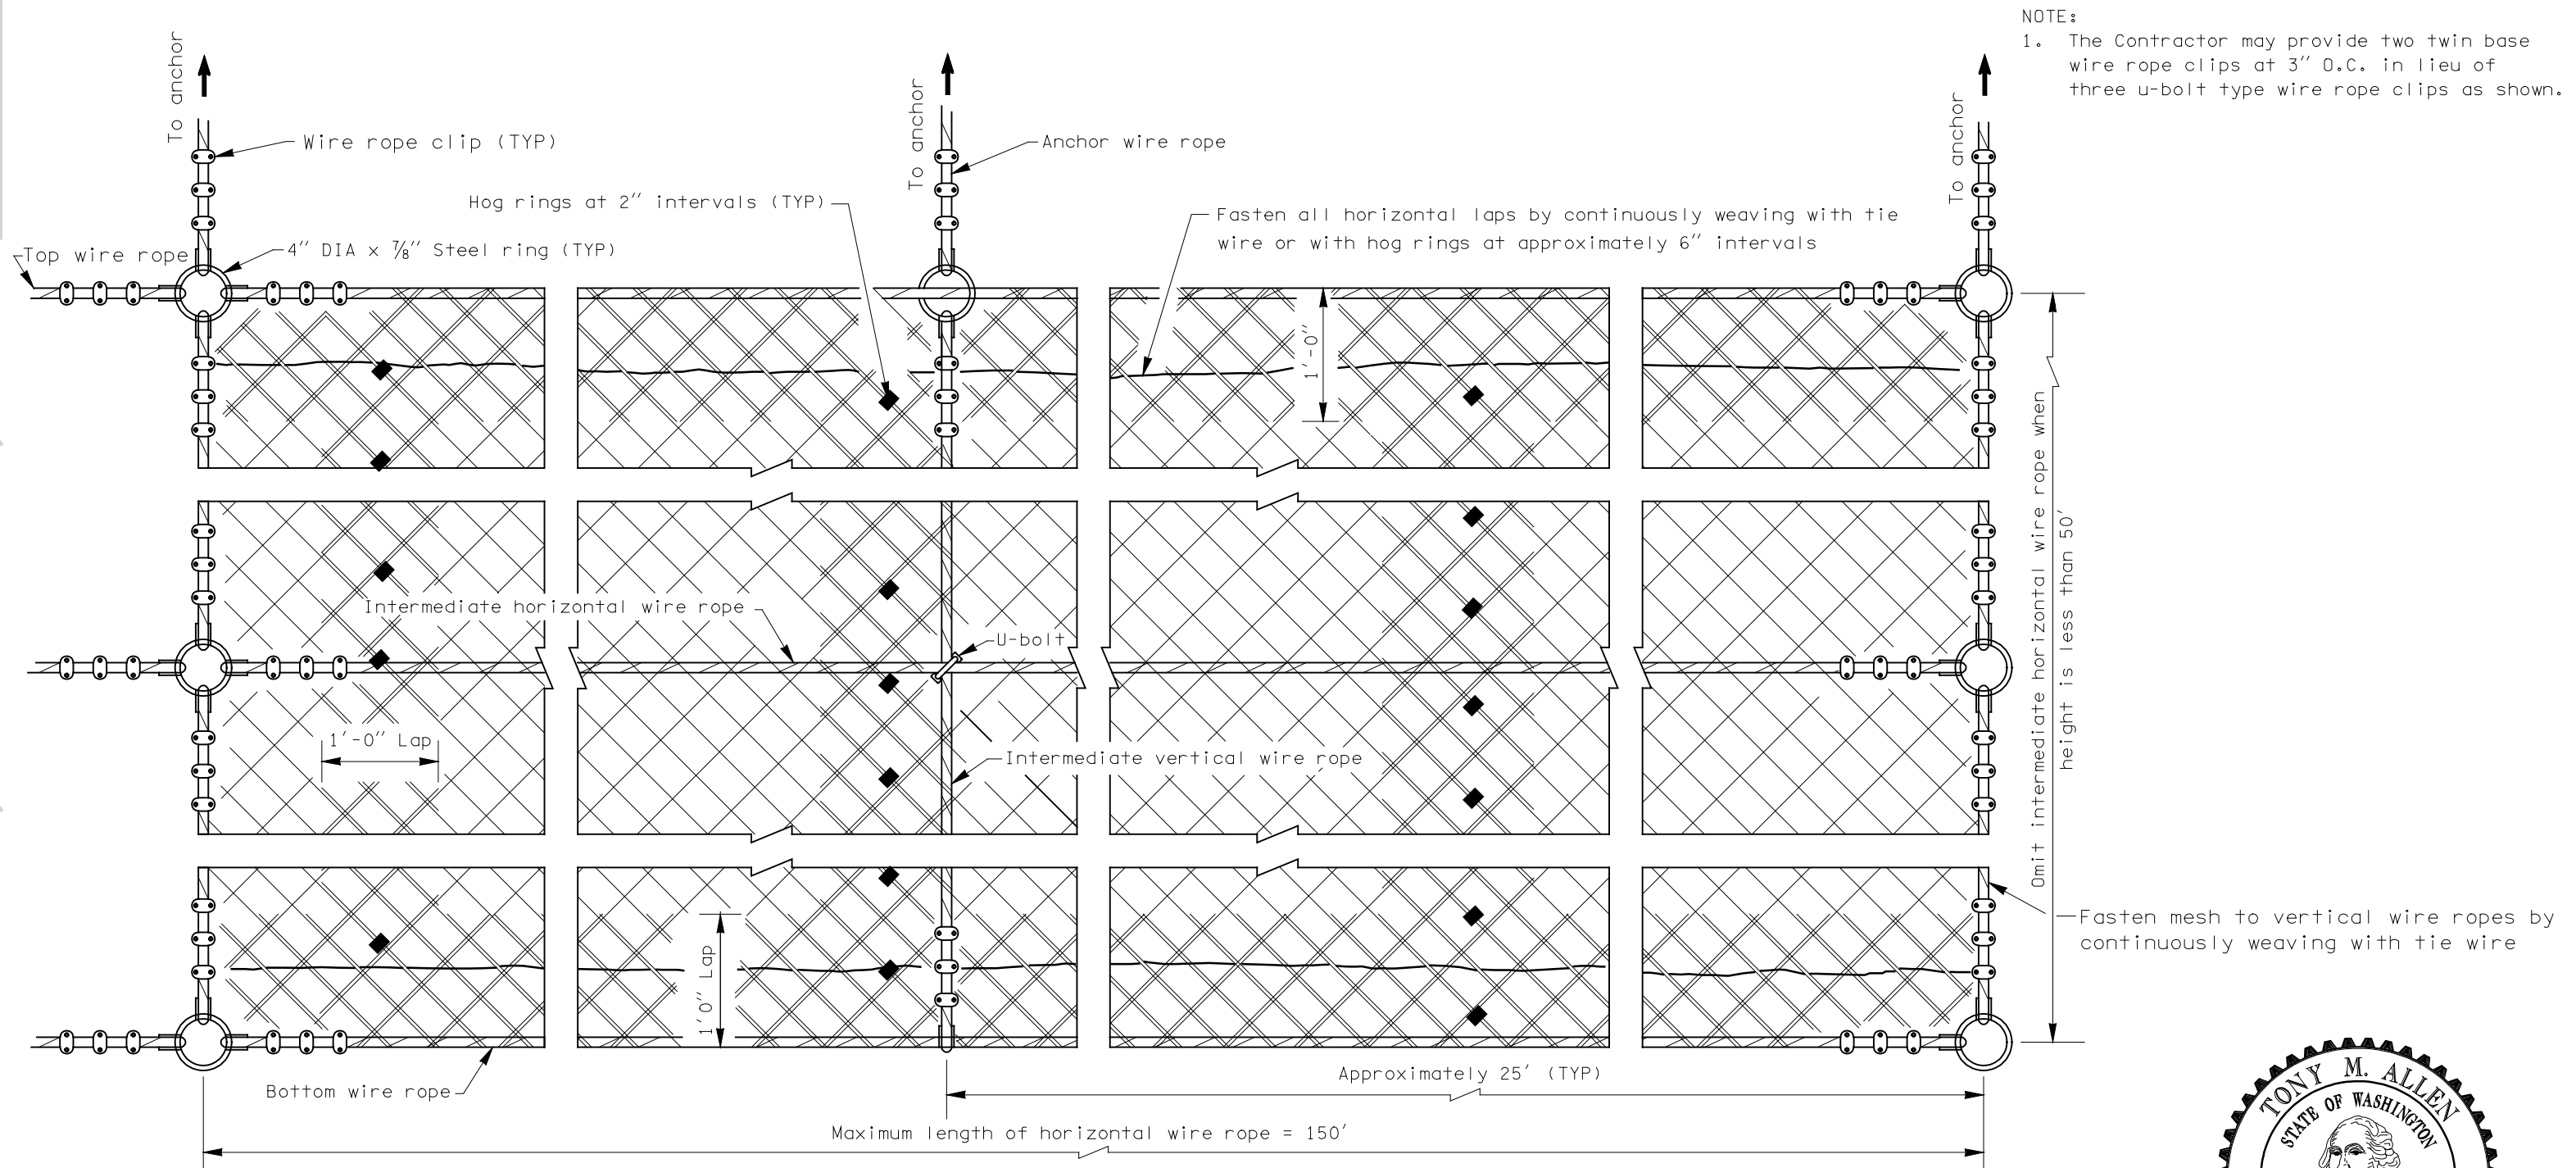 NOTE:
1. The Contractor may provide two twin base
wire rope clips at 3" O.C. in lieu of
three u-bolt type wire rope clips as shown.
To anchor
To anchor
To anchor
Wire rope clip (TYP)
Anchor wire rope
Hog rings at 2" intervals (TYP)
Fasten all horizontal laps by continuously weaving with tie
wire or with hog rings at approximately 6" intervals
Top wire rope
4" DIA x ⅞" Steel ring (TYP)
1'-0"
Omit intermediate horizontal wire rope when
height is less than 50'
Intermediate horizontal wire rope
U-bolt
1'-0" Lap
Intermediate vertical wire rope
1'0" Lap
Fasten mesh to vertical wire ropes by
continuously weaving with tie wire
Bottom wire rope
Approximately 25' (TYP)
Maximum length of horizontal wire rope = 150'
TONY M. ALLEN
STATE OF WASHINGTON